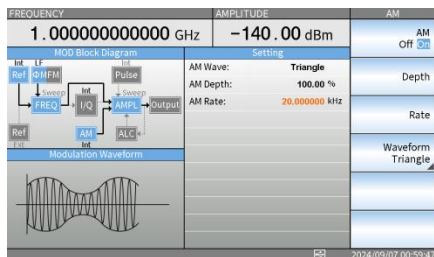 FREQUENCY AMPLITUDE AM
1.000000000000 GHz -140.00 dBm
AM
Off On
MOD Block Diagram
Setting
Int LF Int
Ref ΦM FM Pulse
Sweep Int Sweep
FREQ I/Q AMPL Output
Ref AM ALC
Ext Int
AM Wave: Triangle
AM Depth: 100.00 %
AM Rate: 20.000000 kHz
Modulation Waveform
Depth
Rate
Waveform
Triangle
2024/09/07 00:59:47